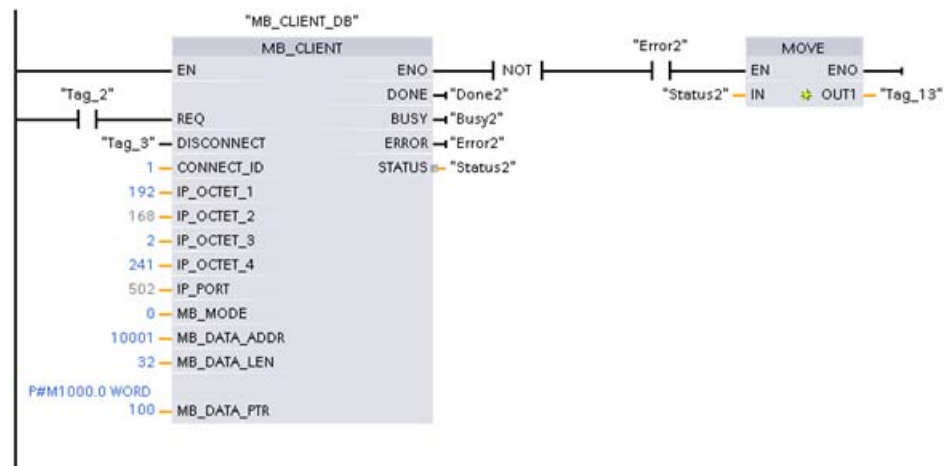 "MB_CLIENT_DB"
MB_CLIENT
EN ENO
NOT
"Error2"
MOVE
EN ENO
"Status2" IN OUT1 "Tag_13"
"Tag_2"
DONE "Done2"
REQ BUSY "Busy2"
"Tag_3" DISCONNECT ERROR "Error2"
1 CONNECT_ID STATUS "Status2"
192 IP_OCTET_1
168 IP_OCTET_2
2 IP_OCTET_3
241 IP_OCTET_4
502 IP_PORT
0 MB_MODE
10001 MB_DATA_ADDR
32 MB_DATA_LEN
P#M1000.0 WORD
100 MB_DATA_PTR